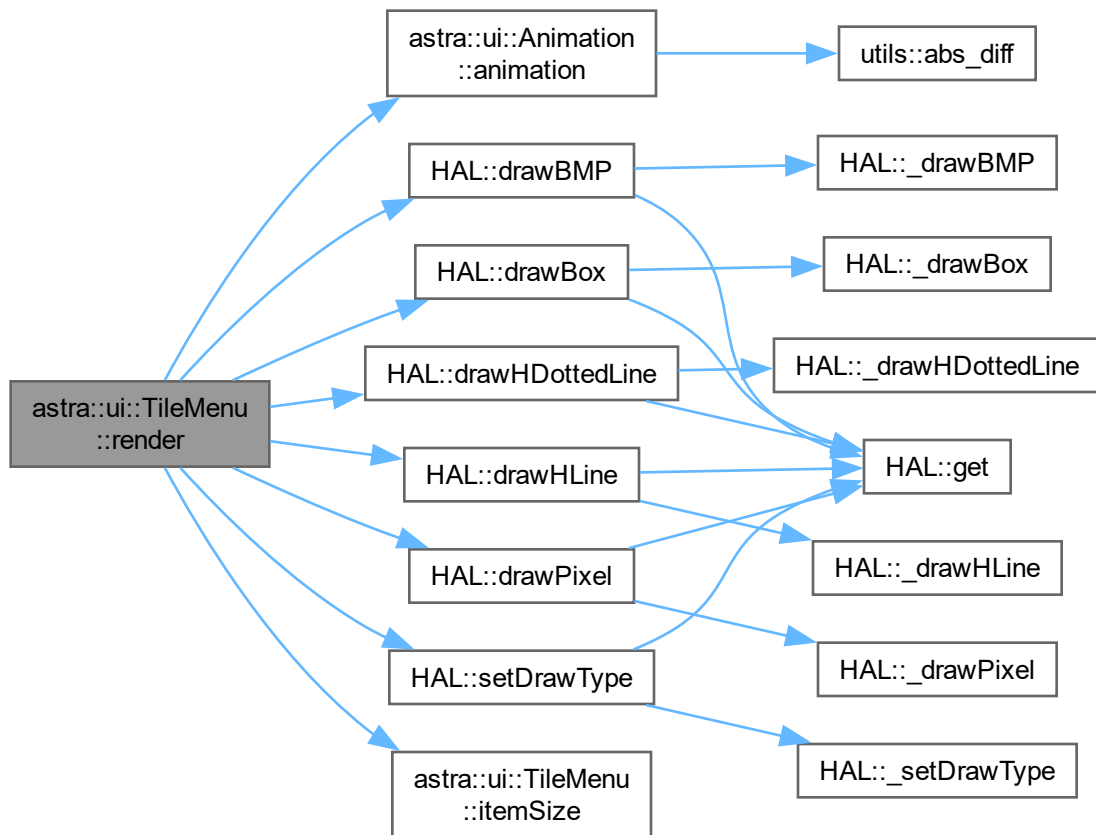 astra::ui::TileMenu
::render
astra::ui::Animation
::animation
HAL::drawBMP
HAL::drawBox
HAL::drawHDottedLine
HAL::drawHLine
HAL::drawPixel
HAL::setDrawType
astra::ui::TileMenu
::itemSize
utils::abs_diff
HAL::_drawBMP
HAL::_drawBox
HAL::_drawHDottedLine
HAL::get
HAL::_drawHLine
HAL::_drawPixel
HAL::_setDrawType